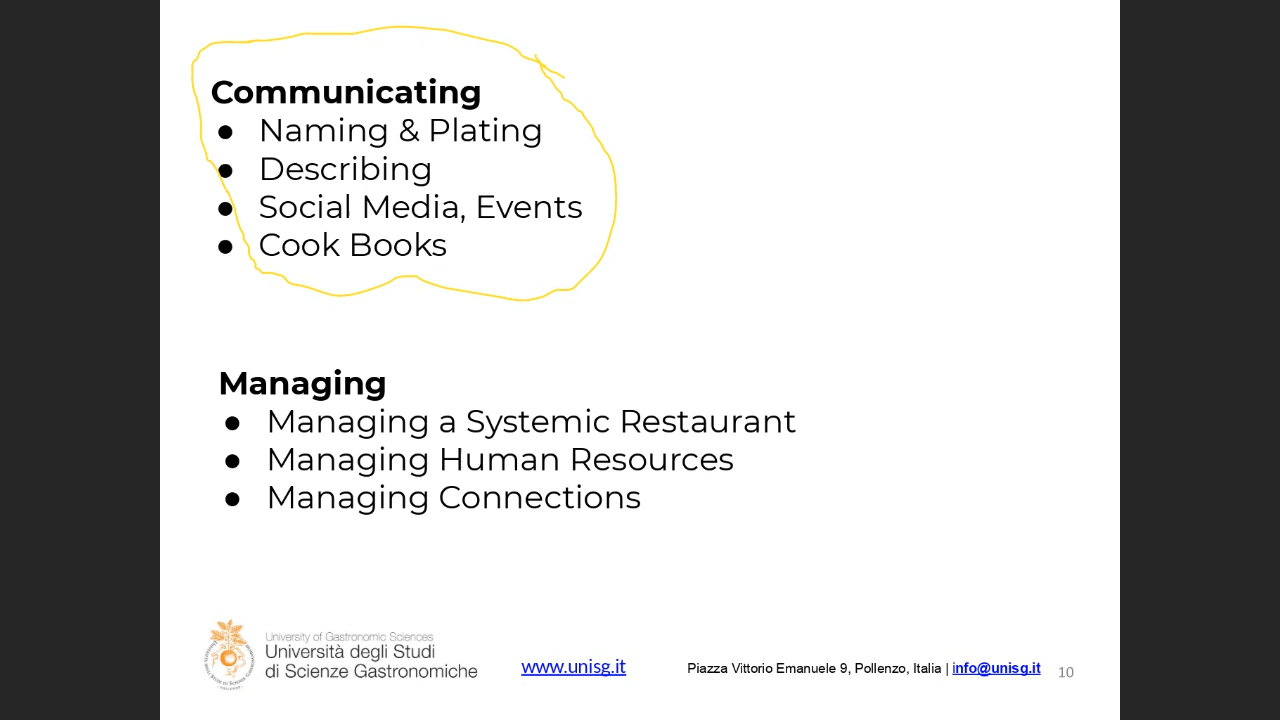 Communicating
● Naming & Plating
● Describing
● Social Media, Events
● Cook Books
Managing
● Managing a Systemic Restaurant
● Managing Human Resources
● Managing Connections
University of Gastronomic Sciences
Università degli Studi
di Scienze Gastronomiche
www.unisg.it
Piazza Vittorio Emanuele 9, Pollenzo, Italia | info@unisg.it
10